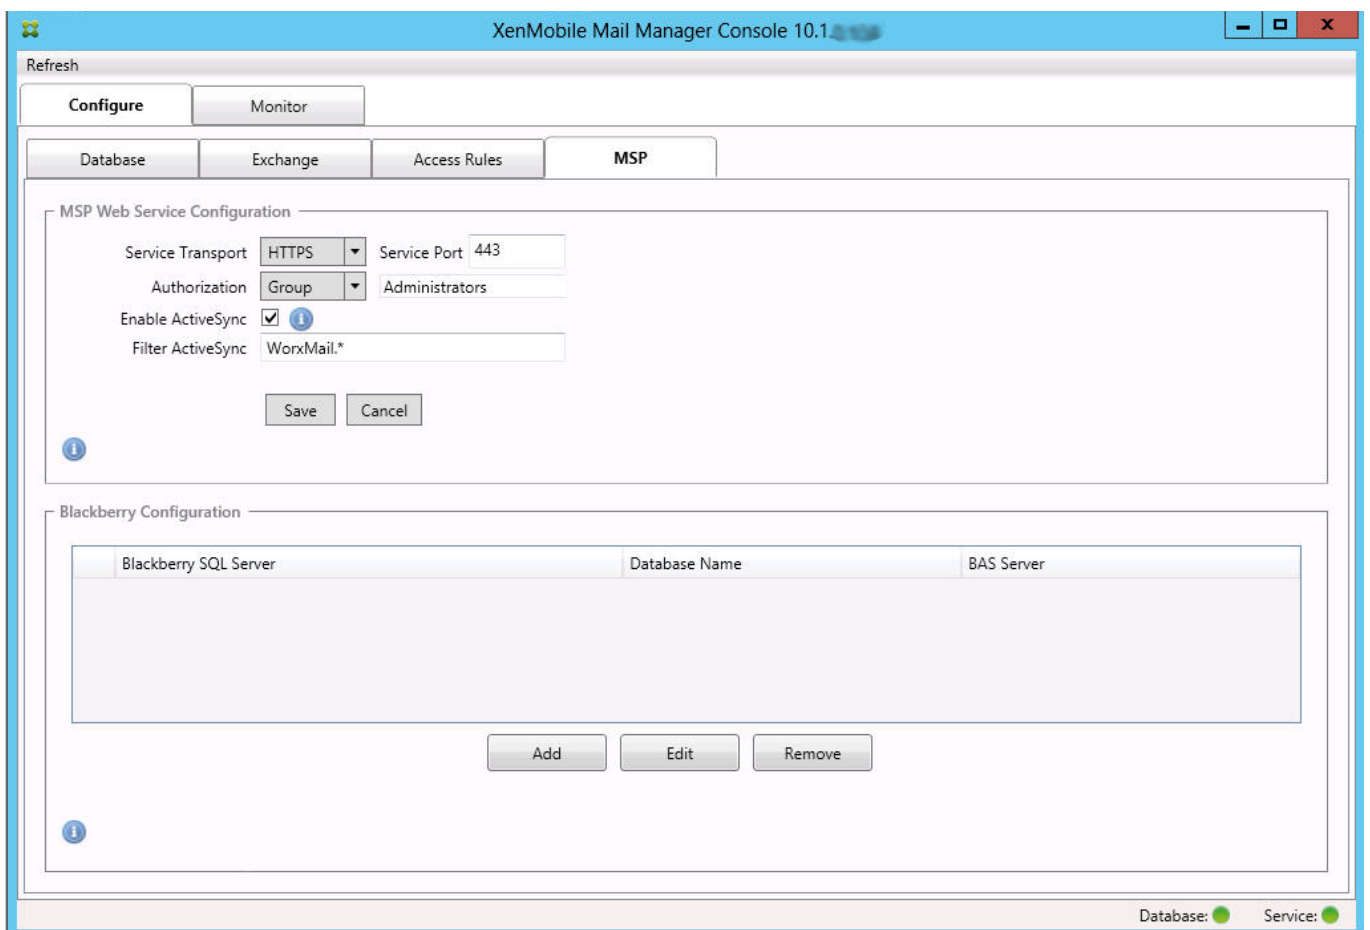 XenMobile Mail Manager Console 10.1.
Refresh
Configure Monitor
Database Exchange Access Rules MSP
MSP Web Service Configuration
Service Transport HTTPS Service Port 443
Authorization Group Administrators
Enable ActiveSync
Filter ActiveSync WorxMail.*
Save Cancel
Blackberry Configuration
Blackberry SQL Server Database Name BAS Server
Add Edit Remove
Database: Service: